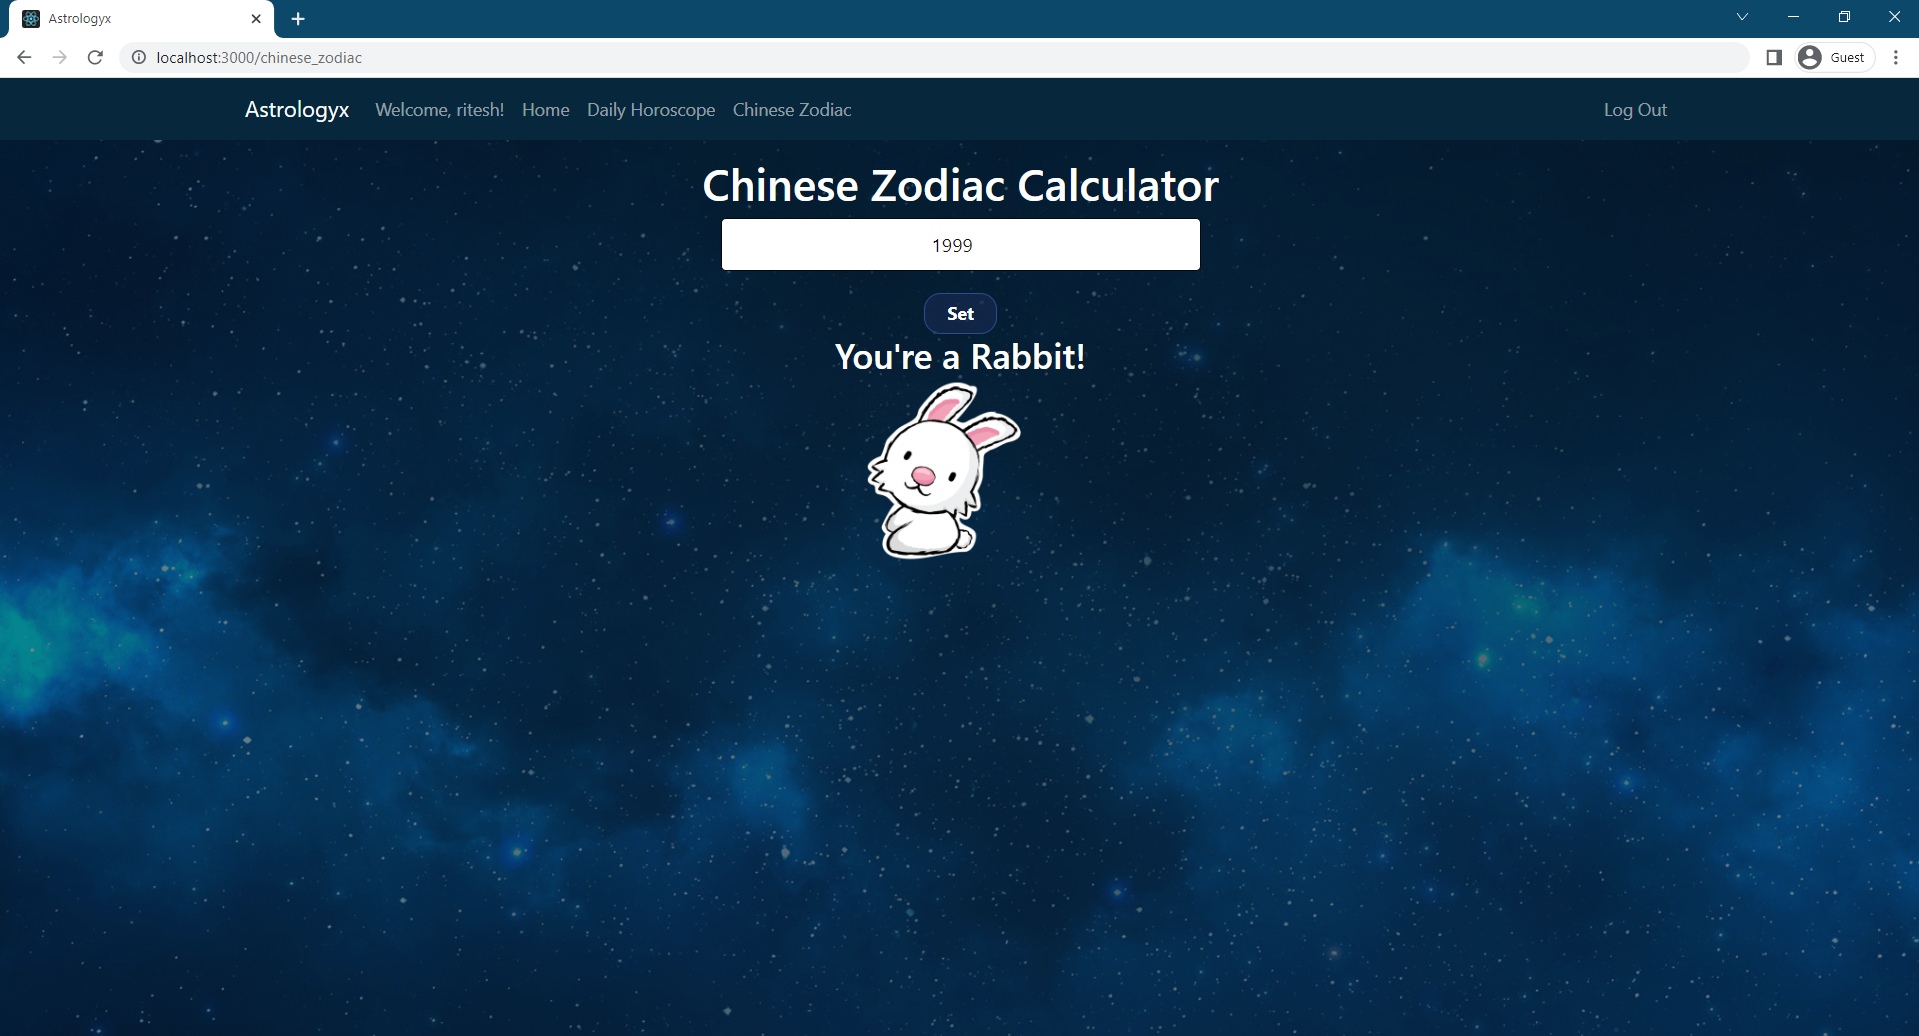 Astrologyx
localhost:3000/chinese_zodiac
Guest
Astrologyx Welcome, ritesh! Home Daily Horoscope Chinese Zodiac Log Out
Chinese Zodiac Calculator
1999
Set
You're a Rabbit!